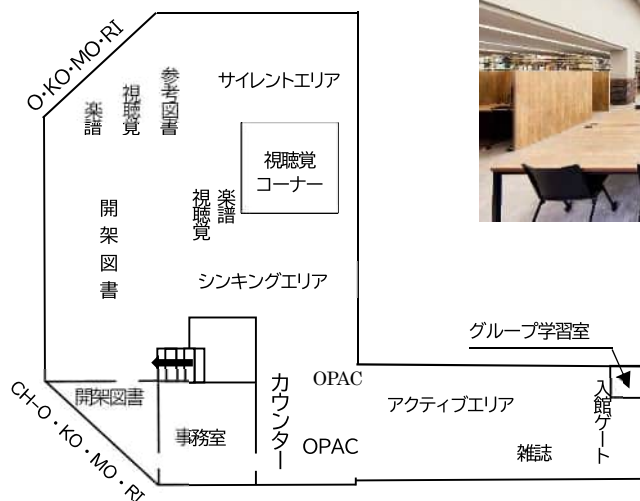 O・KO・MO・RI
参考図書
視聴覚
楽譜
サイレントエリア
視聴覚
コーナー
開架図書
楽譜
視聴覚
シンキングエリア
グループ学習室
OPAC
アクティブエリア
入館ゲート
カウンター
開架図書
事務室
OPAC
雑誌
CH-O・KO・MO・RI